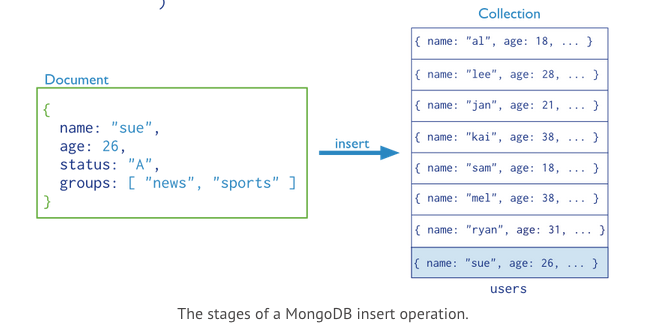 )
Document
{
name: "sue",
age: 26,
status: "A",
groups: [ "news", "sports" ]
}
insert
Collection
{ name: "al", age: 18, ... }
{ name: "lee", age: 28, ... }
{ name: "jan", age: 21, ... }
{ name: "kai", age: 38, ... }
{ name: "sam", age: 18, ... }
{ name: "mel", age: 38, ... }
{ name: "ryan", age: 31, ... }
{ name: "sue", age: 26, ... }
users
The stages of a MongoDB insert operation.